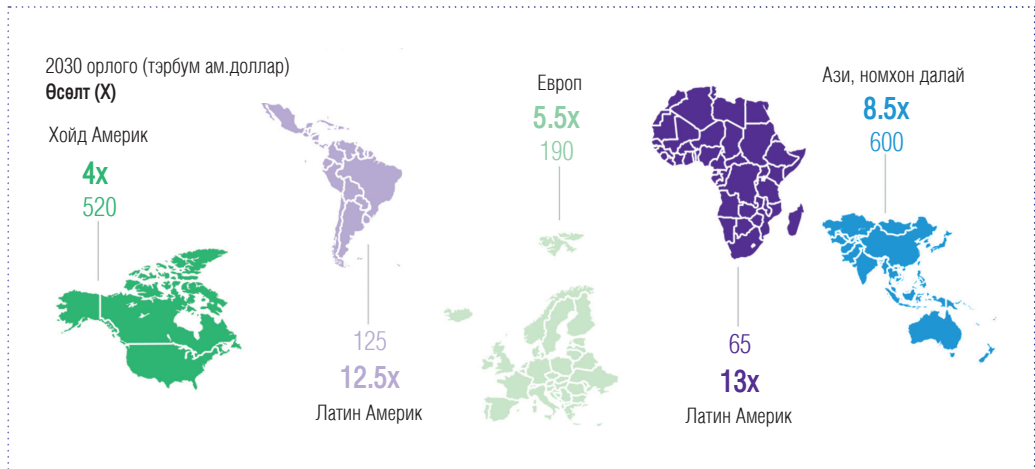 2030 орлого (тэрбум ам.доллар)
Өсөлт (X)
Хойд Америк
4x
520
125
12.5x
Латин Америк
Европ
5.5x
190
65
13x
Латин Америк
Ази, номхон далай
8.5x
600